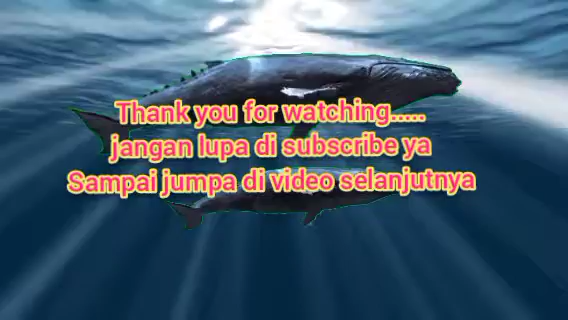 Thank you for watching.....
jangan lupa di subscribe ya
Sampai jumpa di video selanjutnya